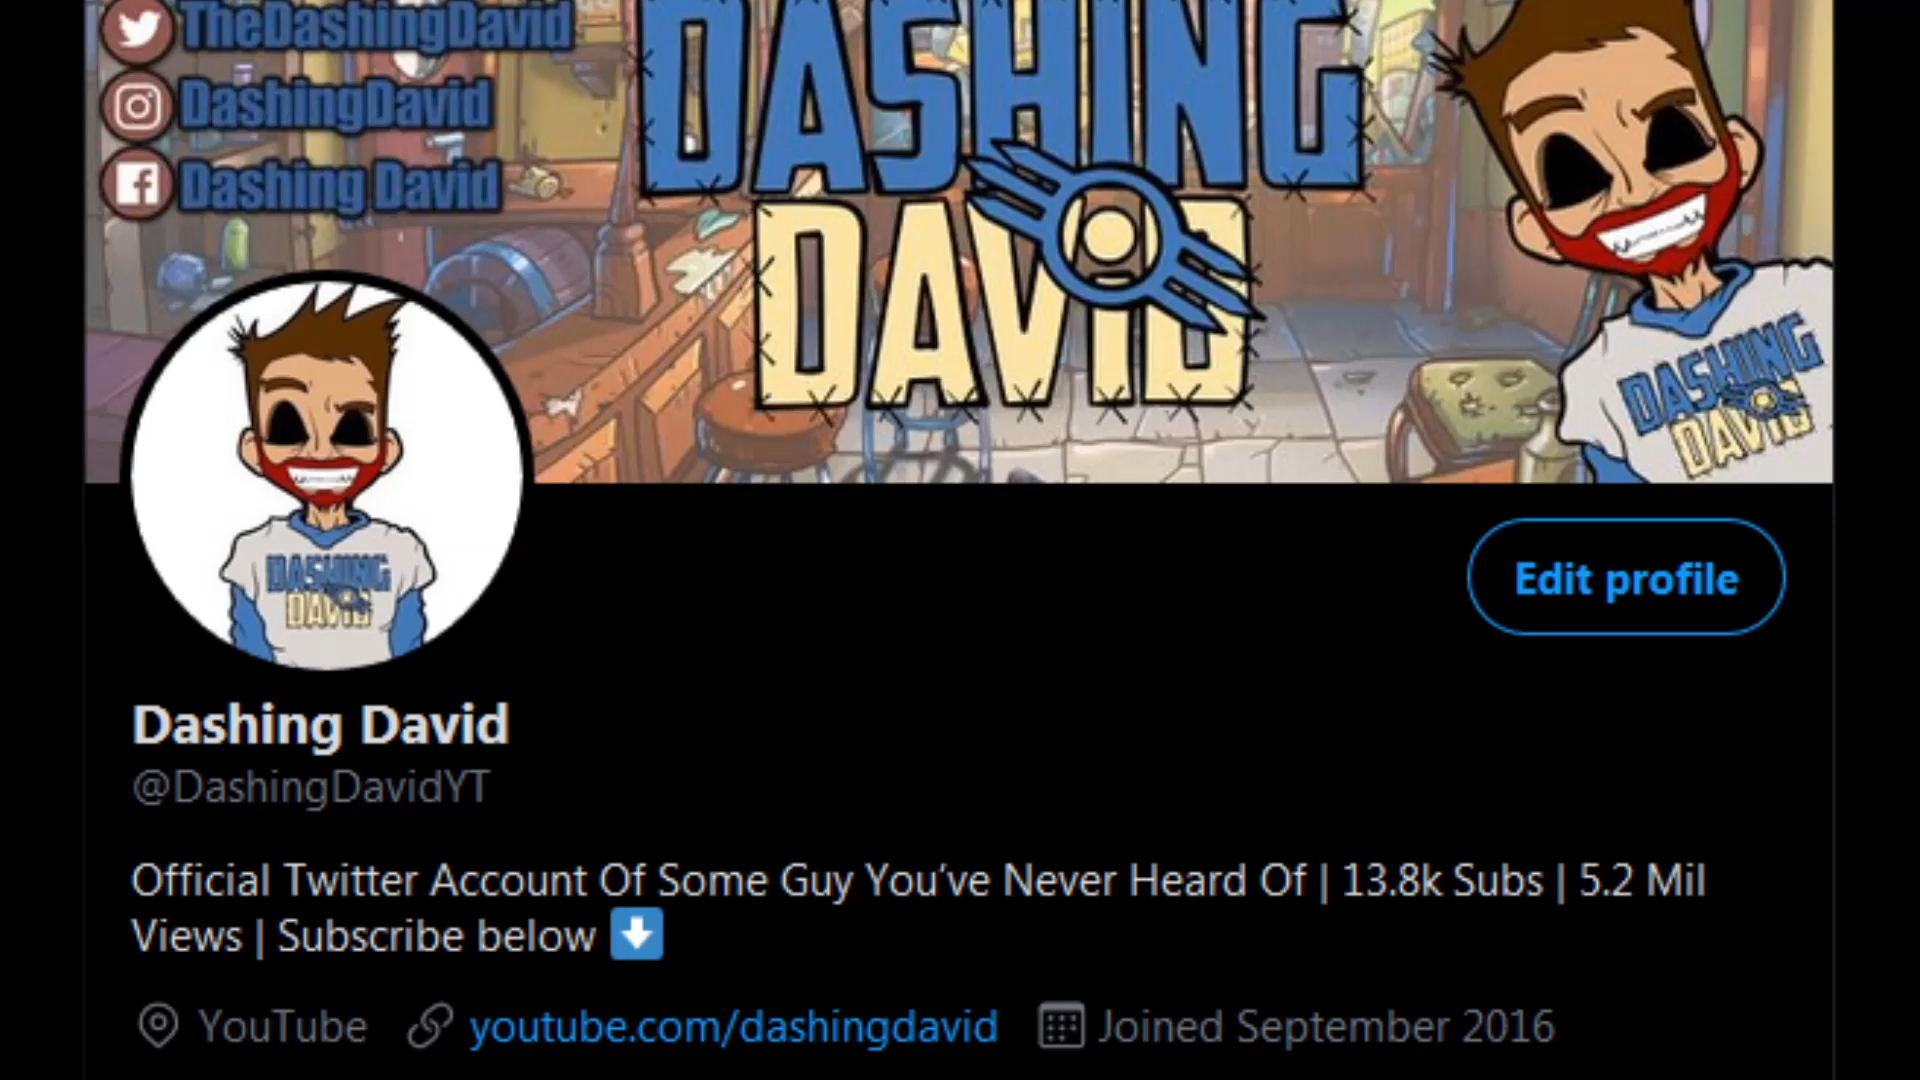 TheDashingDavid
DashingDavid
Dashing David
DASHING
DAVID
DASHING
DAVID
DASHING
DAVID
Edit profile
Dashing David
@DashingDavidYT
Official Twitter Account Of Some Guy You've Never Heard Of | 13.8k Subs | 5.2 Mil
Views | Subscribe below ⬇️
YouTube youtube.com/dashingdavid Joined September 2016